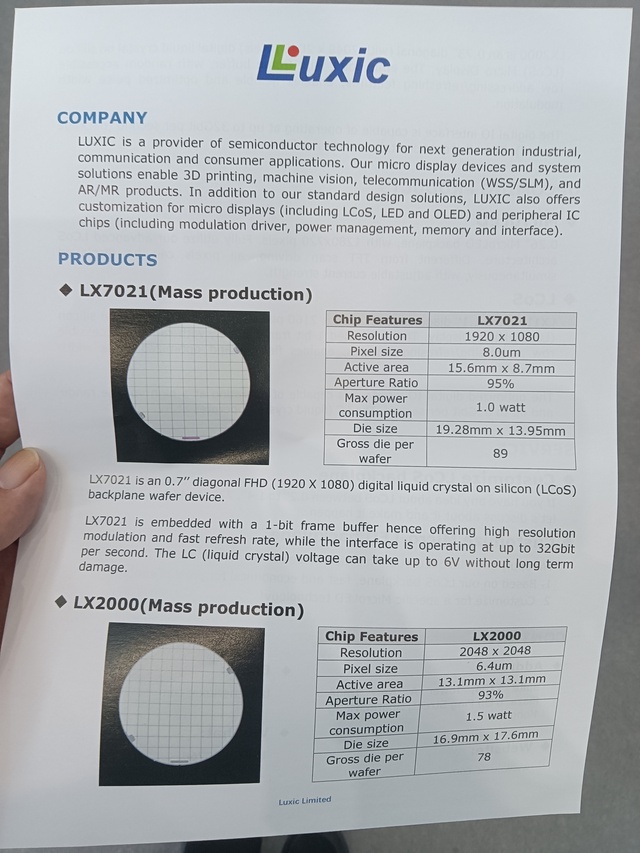 Luxic
COMPANY
LUXIC is a provider of semiconductor technology for next generation industrial,
communication and consumer applications. Our micro display devices and system
solutions enable 3D printing, machine vision, telecommunication (WSS/SLM), and
AR/MR products. In addition to our standard design solutions, LUXIC also offers
customization for micro displays (including LCoS, LED and OLED) and peripheral IC
chips (including modulation driver, power management, memory and interface).
PRODUCTS
◆ LX7021(Mass production)
Chip Features LX7021
Resolution 1920 x 1080
Pixel size 8.0um
Active area 15.6mm x 8.7mm
Aperture Ratio 95%
Max power
consumption 1.0 watt
Die size 19.28mm x 13.95mm
Gross die per
wafer 89
LX7021 is an 0.7” diagonal FHD (1920 X 1080) digital liquid crystal on silicon (LCoS)
backplane wafer device.
LX7021 is embedded with a 1-bit frame buffer hence offering high resolution
modulation and fast refresh rate, while the interface is operating at up to 32Gbit
per second. The LC (liquid crystal) voltage can take up to 6V without long term
damage.
◆ LX2000(Mass production)
Chip Features LX2000
Resolution 2048 x 2048
Pixel size 6.4um
Active area 13.1mm x 13.1mm
Aperture Ratio 93%
Max power
consumption 1.5 watt
Die size 16.9mm x 17.6mm
Gross die per
wafer 78
Luxic Limited